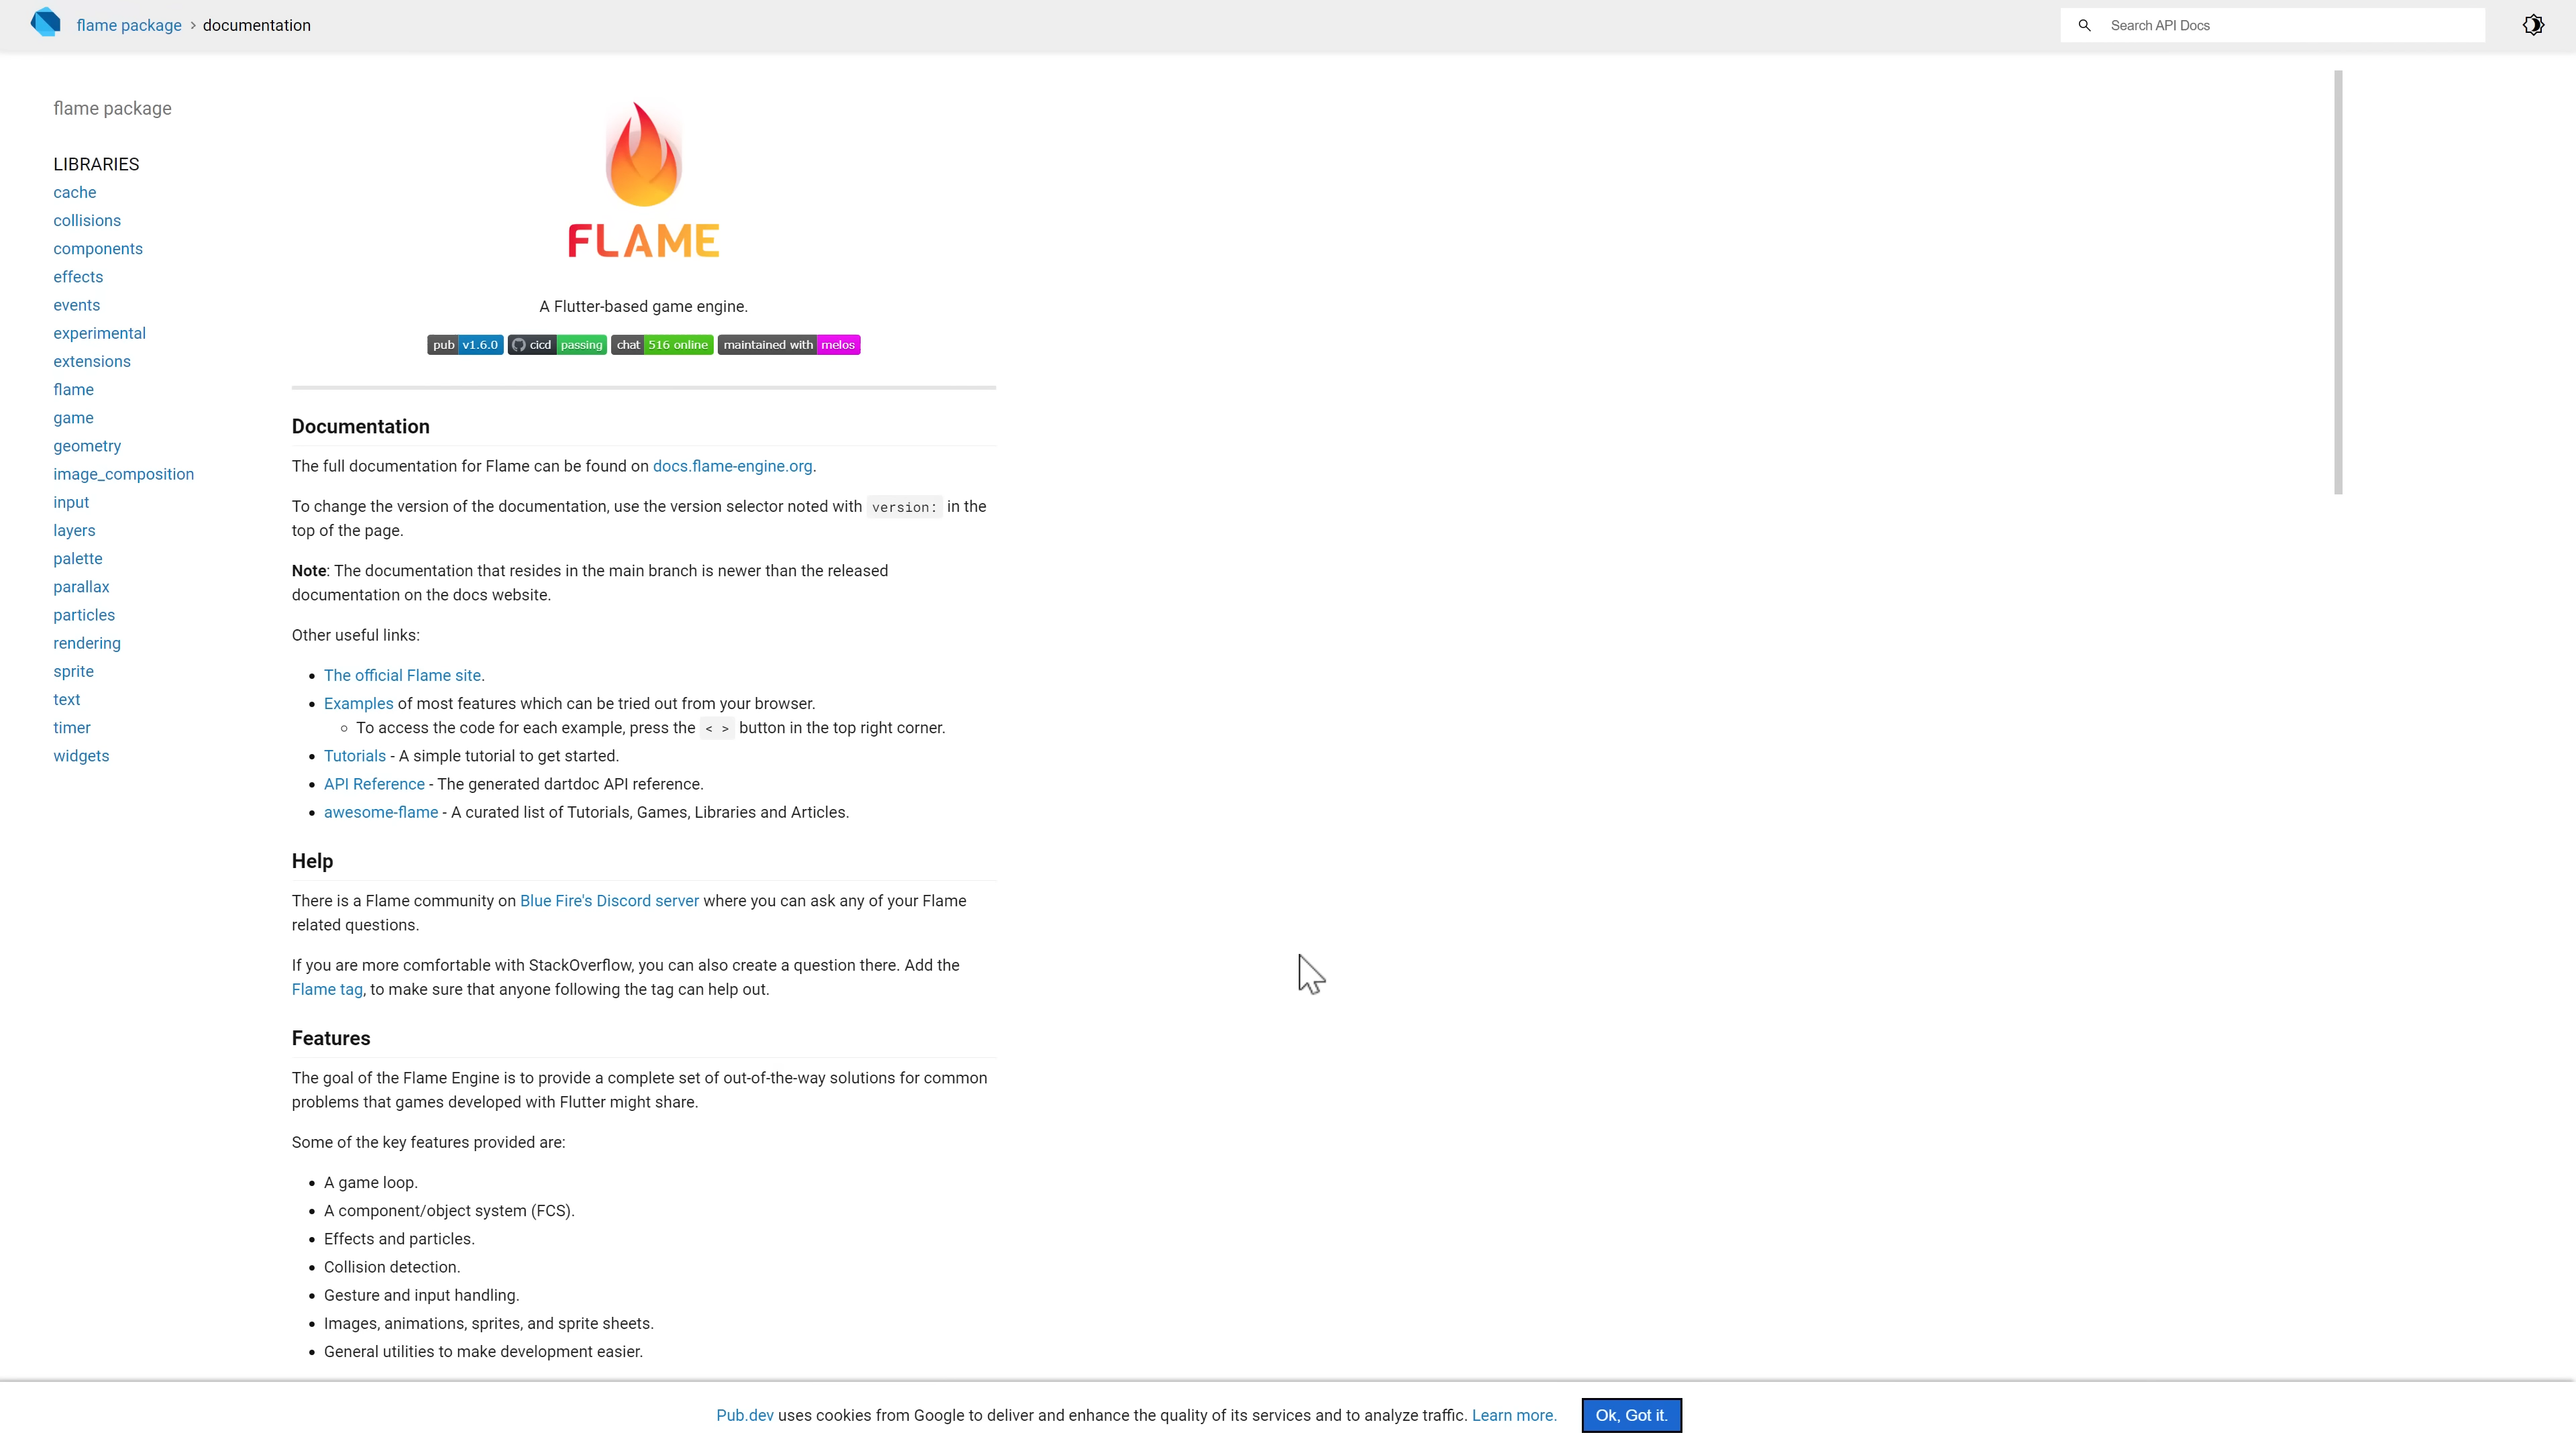 flame package > documentation
Search API Docs
flame package
LIBRARIES
cache
collisions
components
effects
events
experimental
extensions
flame
game
geometry
image_composition
input
layers
palette
parallax
particles
rendering
sprite
text
timer
widgets
FLAME
A Flutter-based game engine.
pub v1.6.0 cicd passing chat 516 online maintained with melos
Documentation
The full documentation for Flame can be found on docs.flame-engine.org.
To change the version of the documentation, use the version selector noted with version: in the
top of the page.
Note: The documentation that resides in the main branch is newer than the released
documentation on the docs website.
Other useful links:
• The official Flame site.
• Examples of most features which can be tried out from your browser.
○ To access the code for each example, press the < > button in the top right corner.
• Tutorials - A simple tutorial to get started.
• API Reference - The generated dartdoc API reference.
• awesome-flame - A curated list of Tutorials, Games, Libraries and Articles.
Help
There is a Flame community on Blue Fire's Discord server where you can ask any of your Flame
related questions.
If you are more comfortable with StackOverflow, you can also create a question there. Add the
Flame tag, to make sure that anyone following the tag can help out.
Features
The goal of the Flame Engine is to provide a complete set of out-of-the-way solutions for common
problems that games developed with Flutter might share.
Some of the key features provided are:
• A game loop.
• A component/object system (FCS).
• Effects and particles.
• Collision detection.
• Gesture and input handling.
• Images, animations, sprites, and sprite sheets.
• General utilities to make development easier.
Pub.dev uses cookies from Google to deliver and enhance the quality of its services and to analyze traffic. Learn more. Ok, Got it.